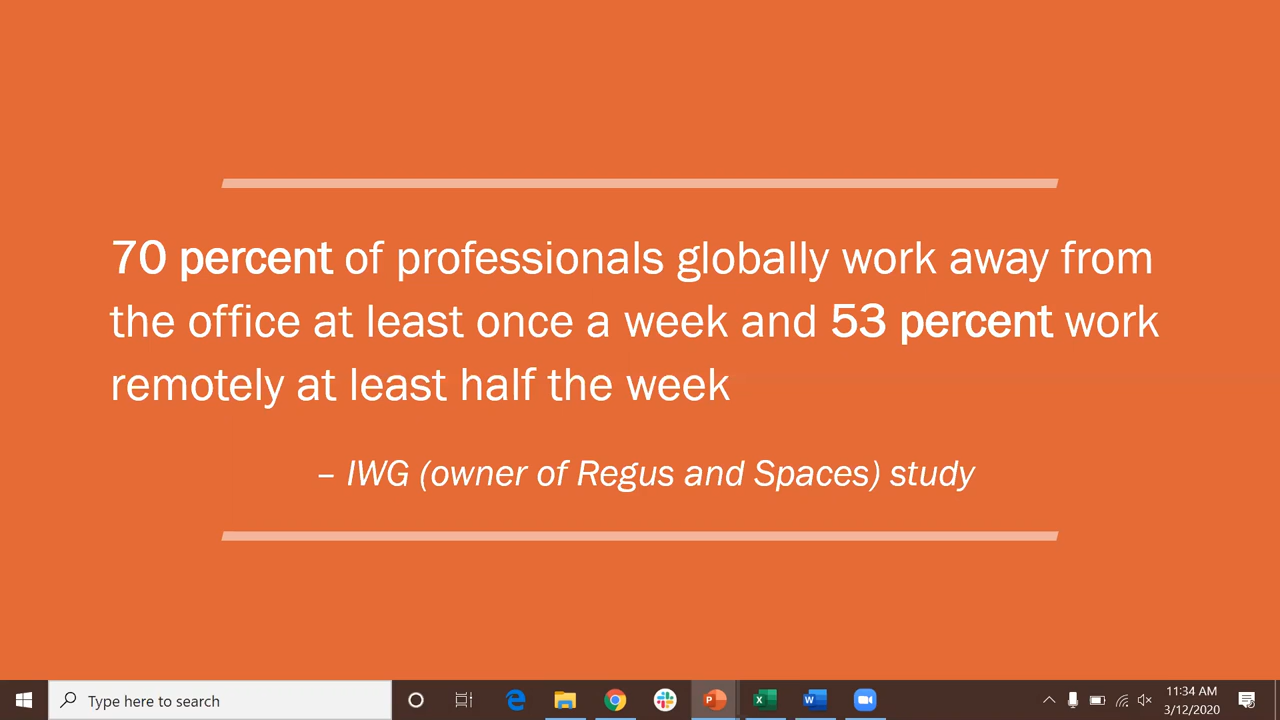 70 percent of professionals globally work away from
the office at least once a week and 53 percent work
remotely at least half the week
– IWG (owner of Regus and Spaces) study
Type here to search
11:34 AM
3/12/2020